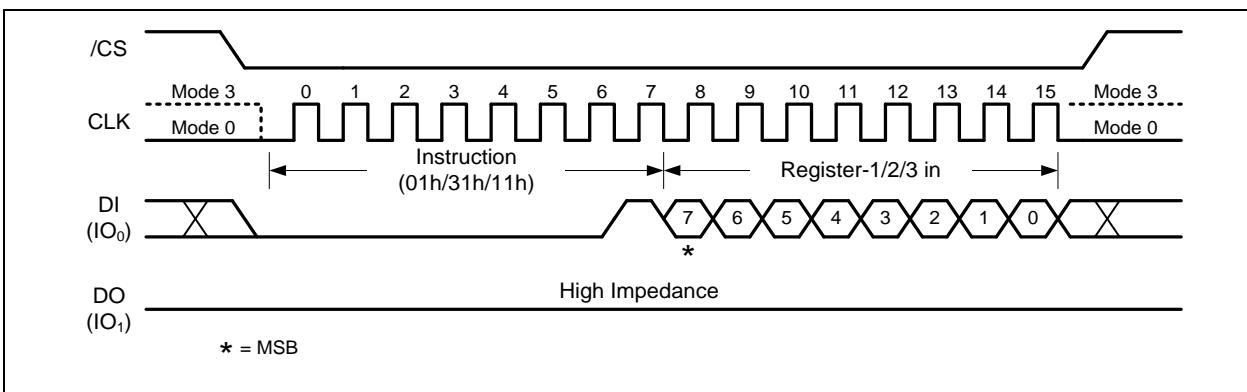 /CS
Mode 3 0 1 2 3 4 5 6 7 8 9 10 11 12 13 14 15 Mode 3
CLK
Mode 0 Mode 0
Instruction
(01h/31h/11h)
Register-1/2/3 in
DI
(IO₀)
7 6 5 4 3 2 1 0
*
High Impedance
DO
(IO₁)
* = MSB